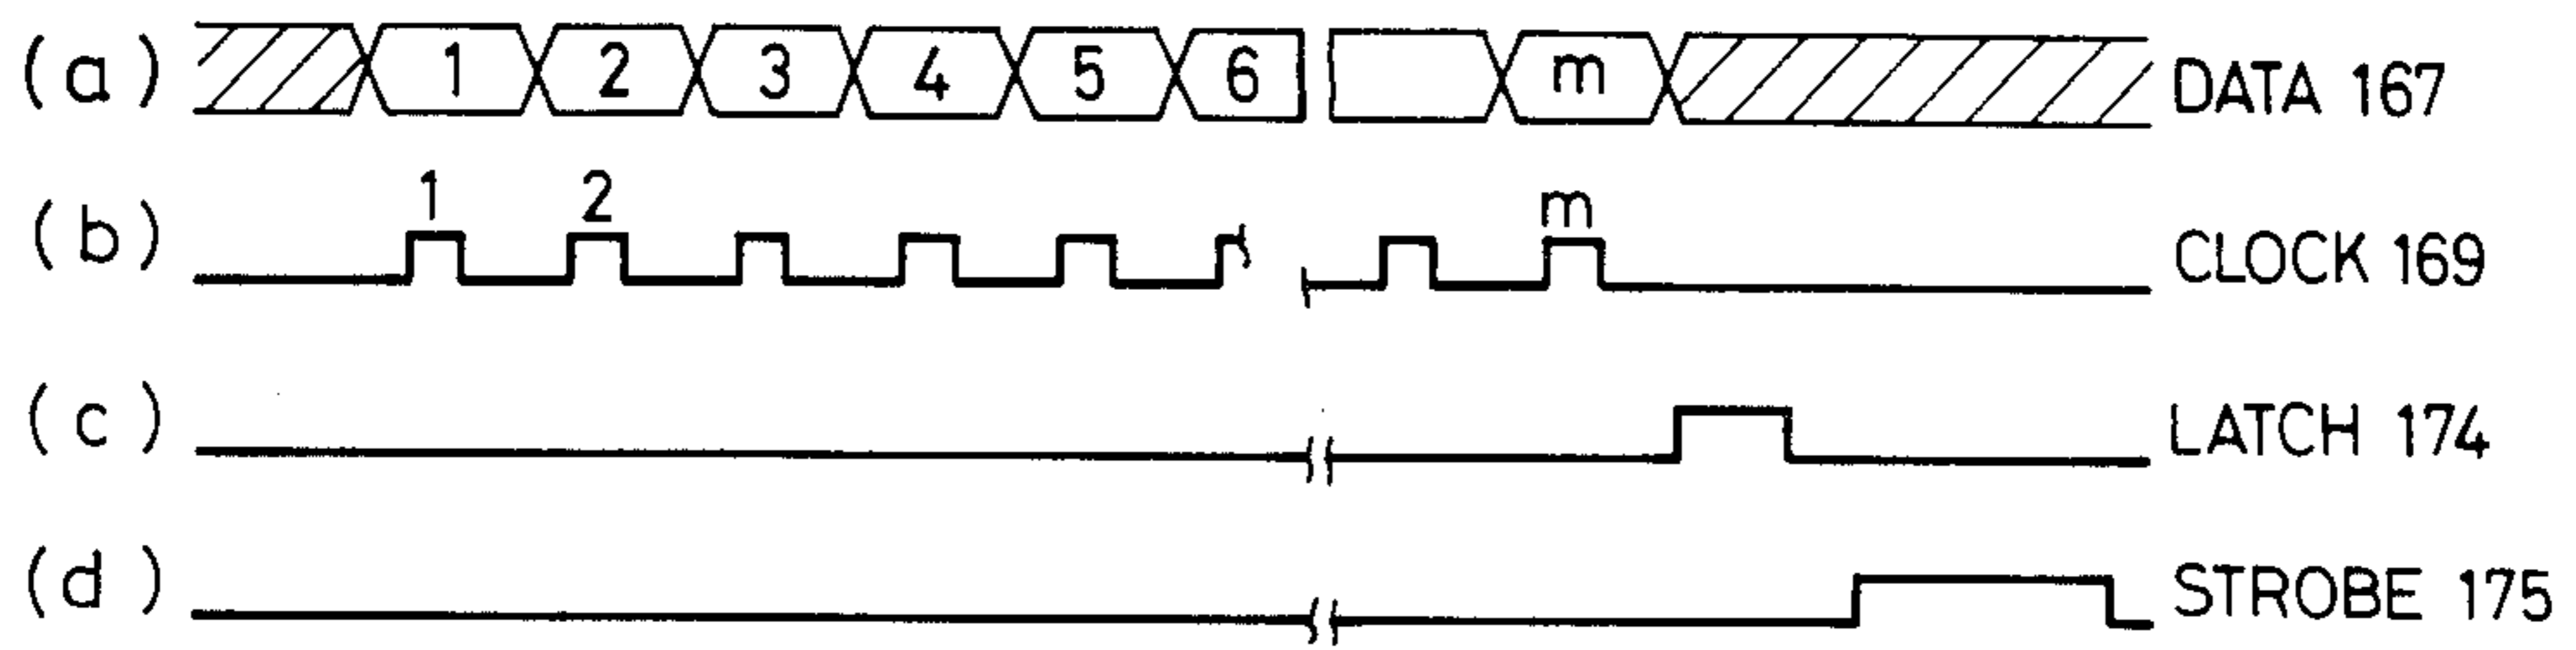 (a) 1 2 3 4 5 6 m DATA 167
1 2 m
(b) CLOCK 169
(c) LATCH 174
(d) STROBE 175